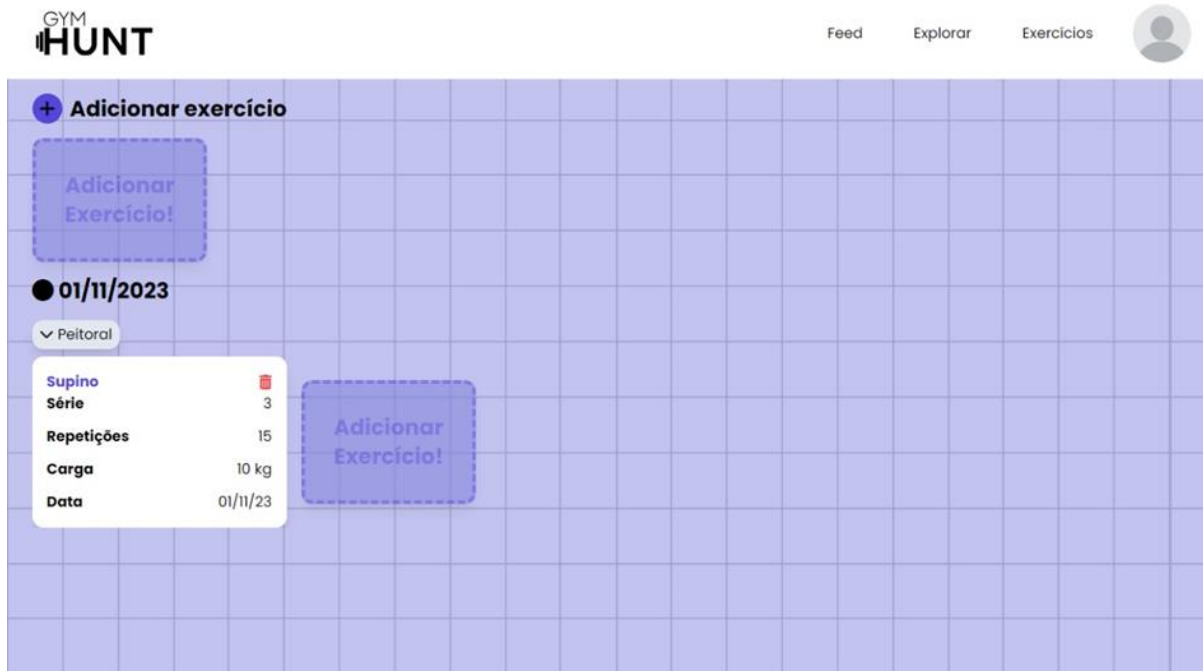 GYM
HUNT
Feed Explorar Exercícios
+ Adicionar exercício
Adicionar
Exercício!
01/11/2023
Peitoral
Supino
Série 3
Repetições 15
Carga 10 kg
Data 01/11/23
Adicionar
Exercício!